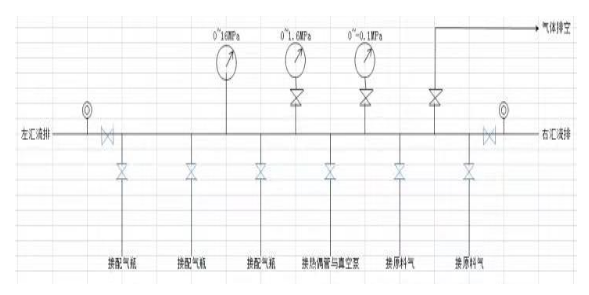 气体排空
0~16MPa
0~1.6MPa
0~-0.1MPa
左汇流排
右汇流排
接配气瓶
接配气瓶
接配气瓶
接热偶管与真空泵
接原料气
接原料气